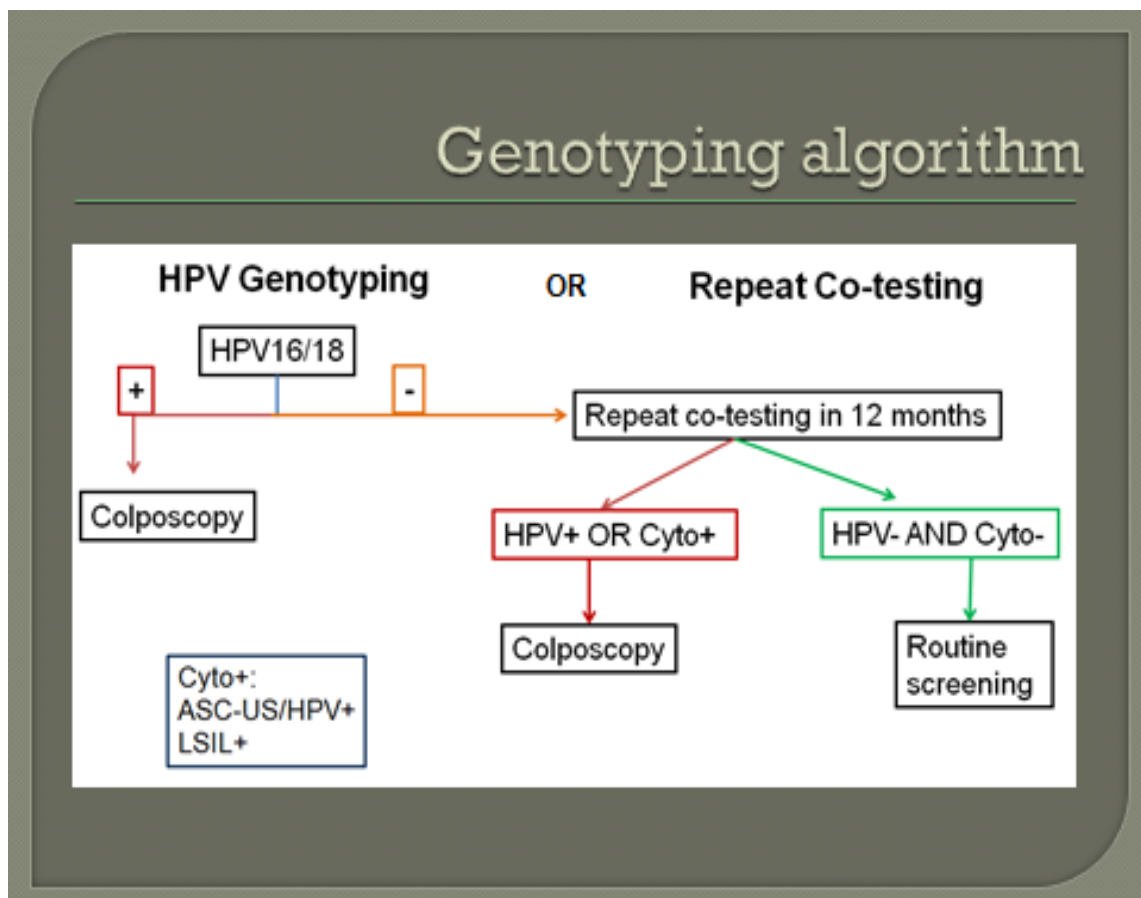 Genotyping algorithm
HPV Genotyping OR Repeat Co-testing
HPV16/18
+
-
Repeat co-testing in 12 months
Colposcopy
HPV+ OR Cyto+
HPV- AND Cyto-
Colposcopy
Routine
screening
Cyto+:
ASC-US/HPV+
LSIL+